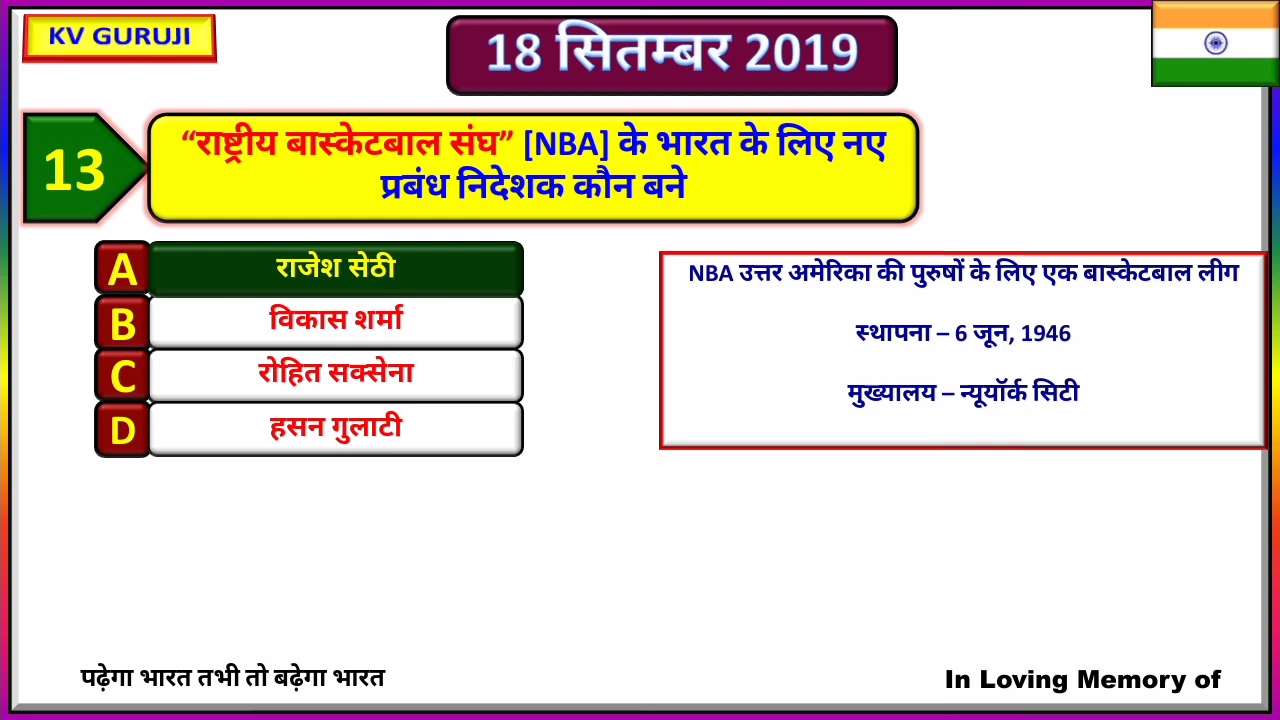 KV GURUJI
18 सितम्बर 2019
13
“राष्ट्रीय बास्केटबाल संघ” [NBA] के भारत के लिए नए
प्रबंध निदेशक कौन बने
A राजेश सेठी
B विकास शर्मा
C रोहित सक्सेना
D हसन गुलाटी
NBA उत्तर अमेरिका की पुरुषों के लिए एक बास्केटबाल लीग
स्थापना – 6 जून, 1946
मुख्यालय – न्यूयॉर्क सिटी
पढ़ेगा भारत तभी तो बढ़ेगा भारत
In Loving Memory of